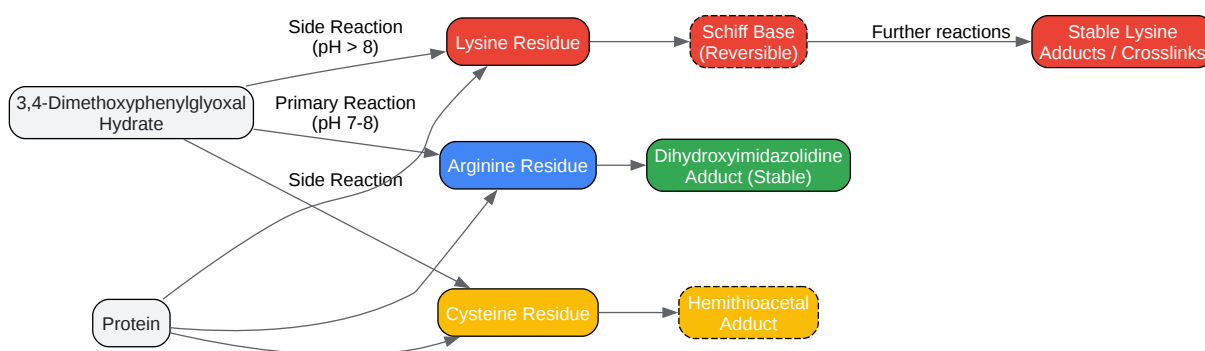 Side Reaction
(pH > 8)
Lysine Residue
Schiff Base
(Reversible)
Further reactions
Stable Lysine
Adducts / Crosslinks
3,4-Dimethoxyphenylglyoxal
Hydrate
Primary Reaction
(pH 7-8)
Arginine Residue
Dihydroxyimidazolidine
Adduct (Stable)
Side Reaction
Protein
Cysteine Residue
Hemithioacetal
Adduct